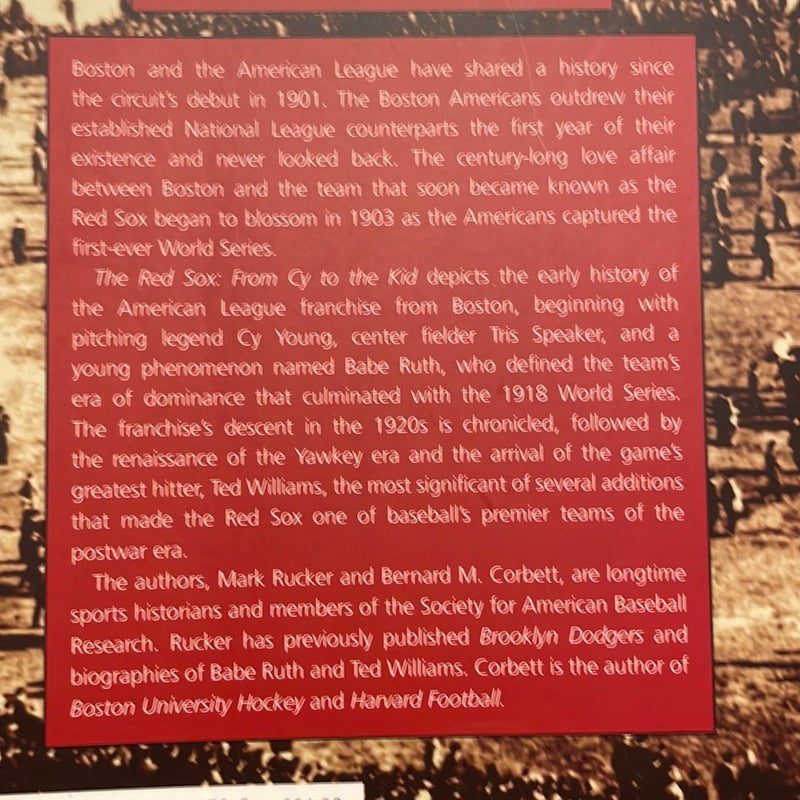 Boston and the American League have shared a history since
the circuit's debut in 1901. The Boston Americans outdrew their
established National League counterparts the first year of their
existence and never looked back. The century-long love affair
between Boston and the team that soon became known as the
Red Sox began to blossom in 1903 as the Americans captured the
first-ever World Series.
The Red Sox: From Cy to the Kid depicts the early history of
the American League franchise from Boston, beginning with
pitching legend Cy Young, center fielder Tris Speaker, and a
young phenomenon named Babe Ruth, who defined the team's
era of dominance that culminated with the 1918 World Series.
The franchise's descent in the 1920s is chronicled, followed by
the renaissance of the Yawkey era and the arrival of the game's
greatest hitter, Ted Williams, the most significant of several additions
that made the Red Sox one of baseball's premier teams of the
postwar era.
The authors, Mark Rucker and Bernard M. Corbett, are longtime
sports historians and members of the Society for American Baseball
Research. Rucker has previously published Brooklyn Dodgers and
biographies of Babe Ruth and Ted Williams. Corbett is the author of
Boston University Hockey and Harvard Football.